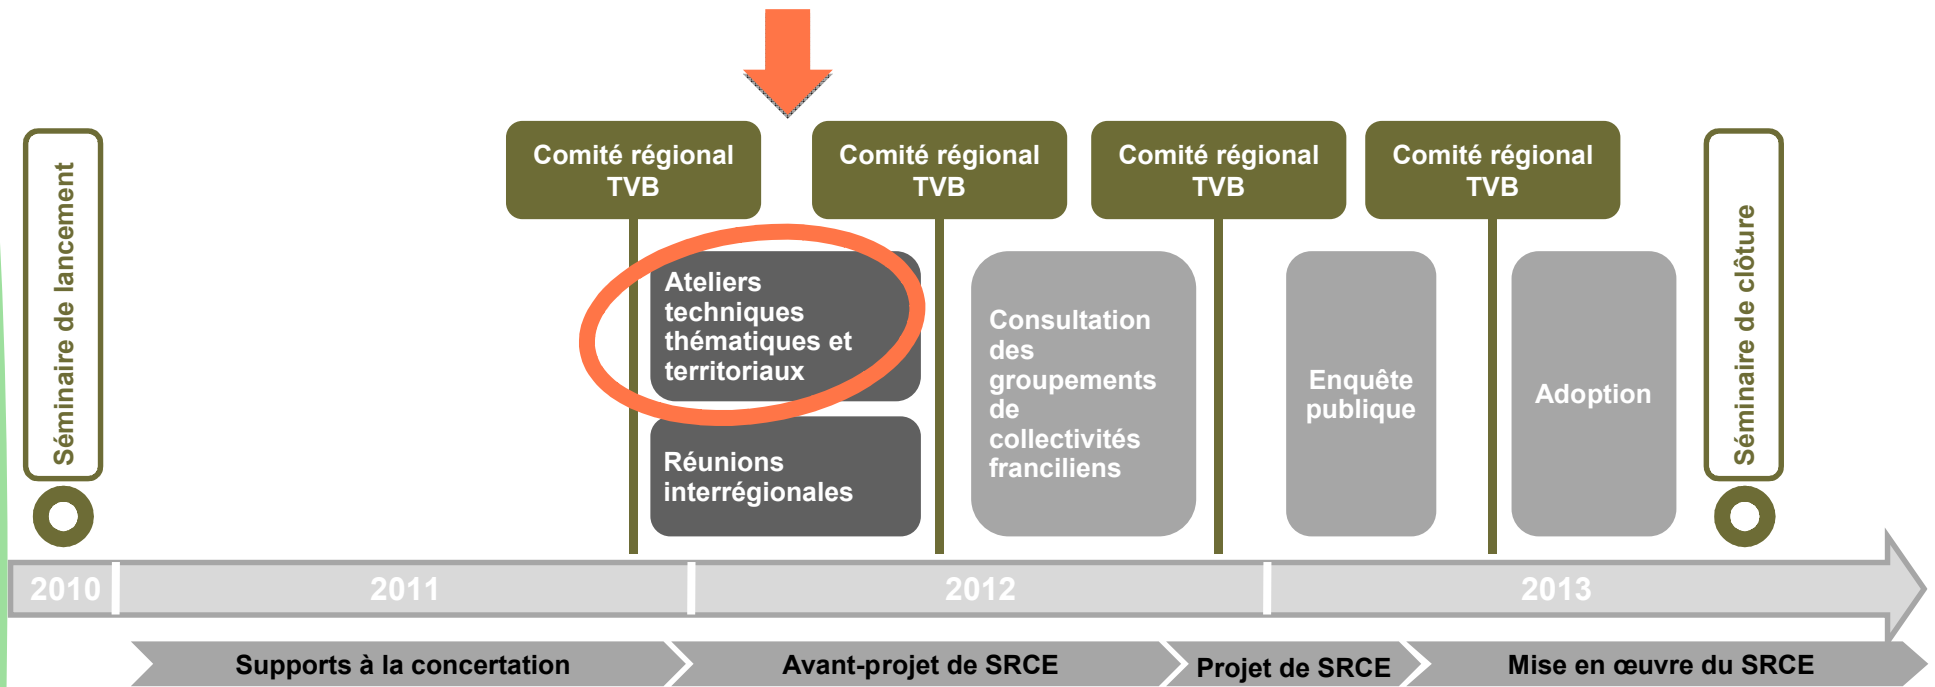 Comité régional
TVB
Comité régional
TVB
Comité régional
TVB
Comité régional
TVB
Séminaire de lancement
Ateliers
techniques
thématiques et
territoriaux
Réunions
interrégionales
Consultation
des
groupements
de
collectivités
franciliens
Enquête
publique
Adoption
Séminaire de clôture
2010
2011
2012
2013
Supports à la concertation
Avant-projet de SRCE
Projet de SRCE
Mise en œuvre du SRCE